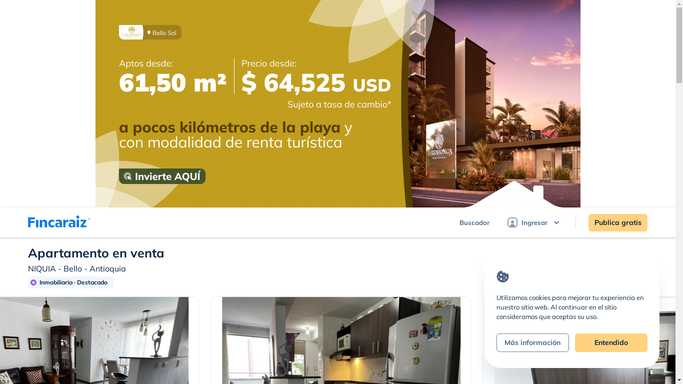 Bello Sol
Aptos desde:
61,50 m²
Precio desde:
$ 64,525 USD
Sujeto a tasa de cambio*
a pocos kilómetros de la playa y
con modalidad de renta turística
Invierte AQUÍ
Fincaraiz
Buscador
Ingresar
Publica gratis
Apartamento en venta
NIQUIA - Bello - Antioquia
Inmobiliaria · Destacado
Utilizamos cookies para mejorar tu experiencia en
nuestro sitio web. Al continuar en el sitio
consideramos que aceptas su uso.
Más información
Entendido